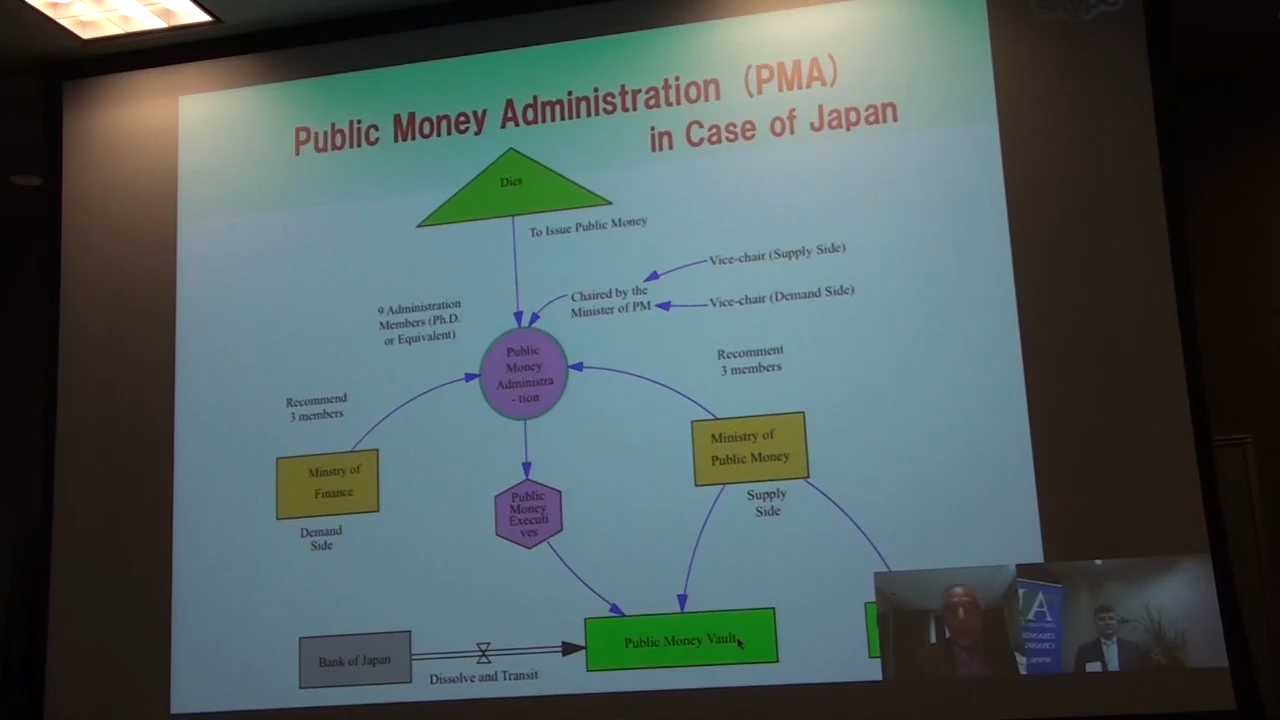 Public Money Administration (PMA)
in Case of Japan
Diet
To Issue Public Money
Vice-chair (Supply Side)
Chaired by the
Minister of PM
Vice-chair (Demand Side)
9 Administration
Members (Ph.D.
or Equivalent)
Public
Money
Administra
- tion
Recomment
3 members
Recommend
3 members
Ministry of
Public Money
Supply
Side
Minstry of
Finance
Demand
Side
Public
Money
Executi
ves
Bank of Japan
Dissolve and Transit
Public Money Vault